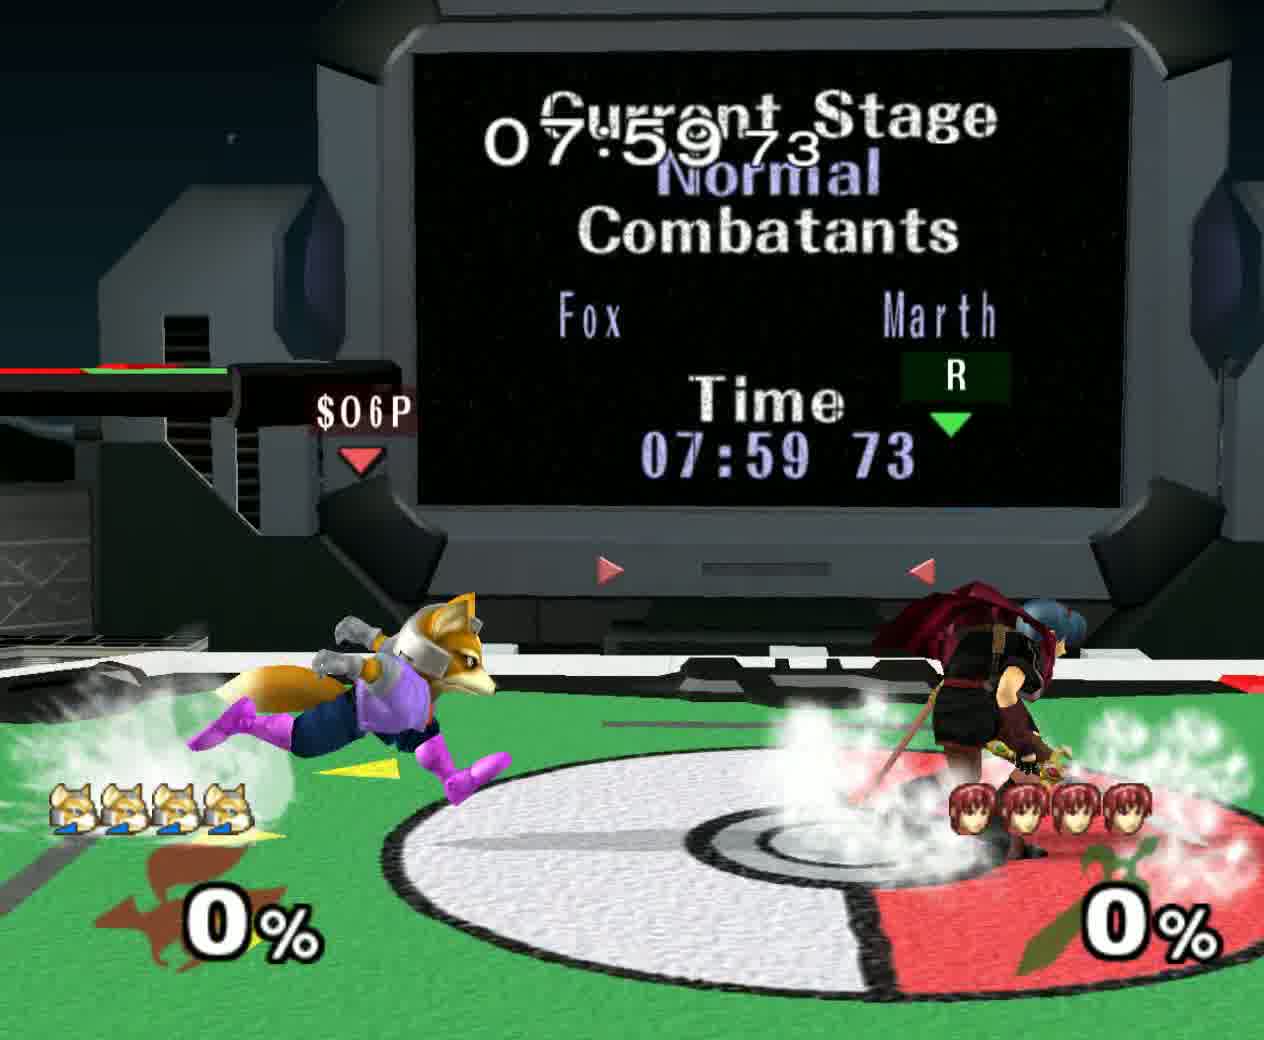 Current Stage
07:59 73
Normal
Combatants
Fox Marth
R
Time
$06P
07:59 73
0% 0%